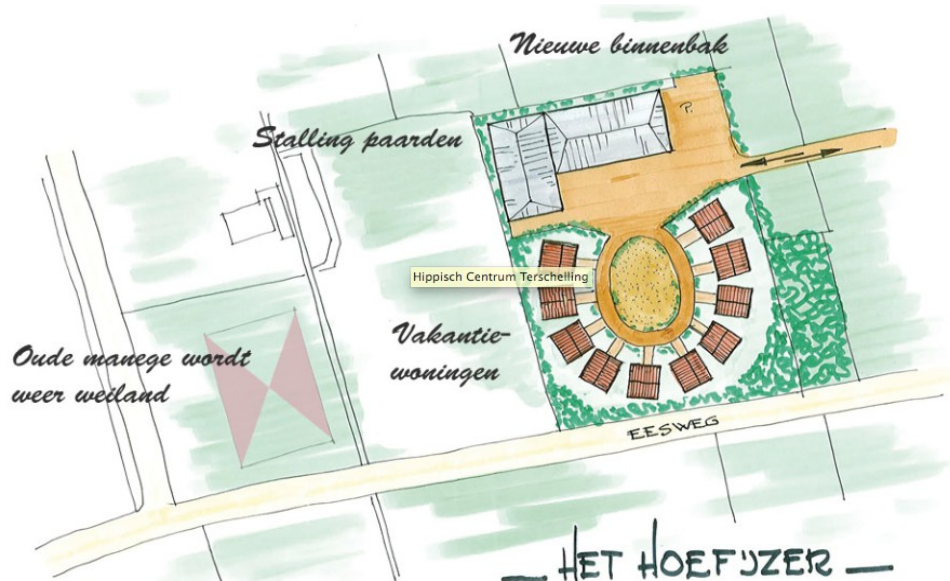 Nieuwe binnenbak
P.
Stalling paarden
Hippisch Centrum Terschelling
Vakantie-
woningen
Oude manege wordt
weer weiland
EESWEG
HET HOEFIJZER